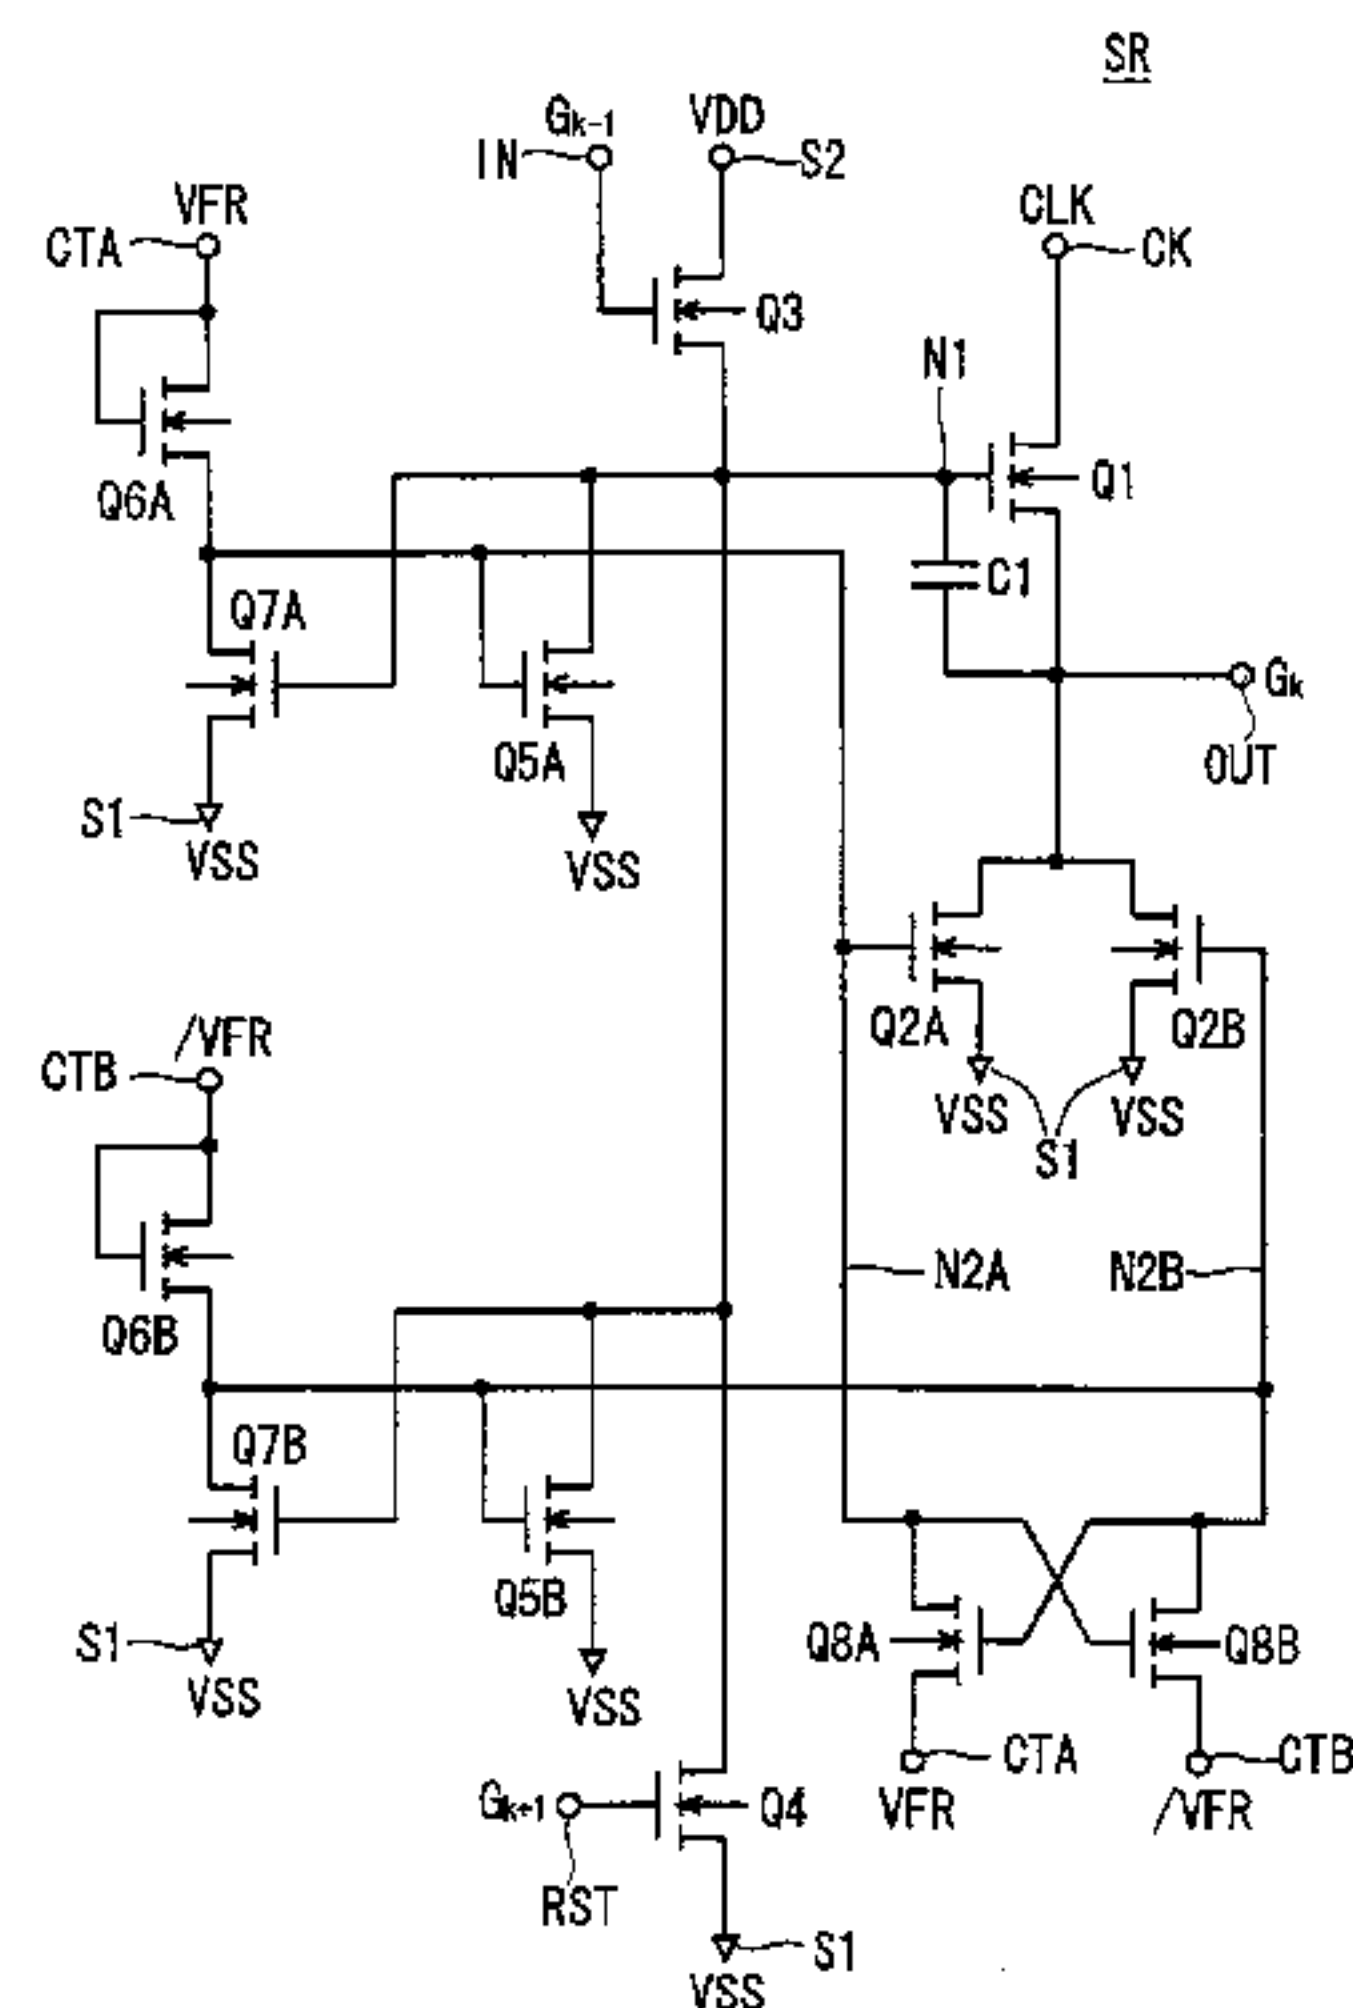 SR
Gk-1
VDD
IN
S2
VFR
CLK
CTA
CK
Q3
N1
Q6A
Q1
C1
Q7A
Gk
Q5A
OUT
S1
VSS
VSS
Q2A
Q2B
/VFR
CTB
VSS
VSS
S1
N2A
N2B
Q6B
Q7B
Q5B
S1
Q8A
Q8B
VSS
VSS
CTA
CTB
Gk+1
Q4
VFR
/VFR
RST
S1
VSS